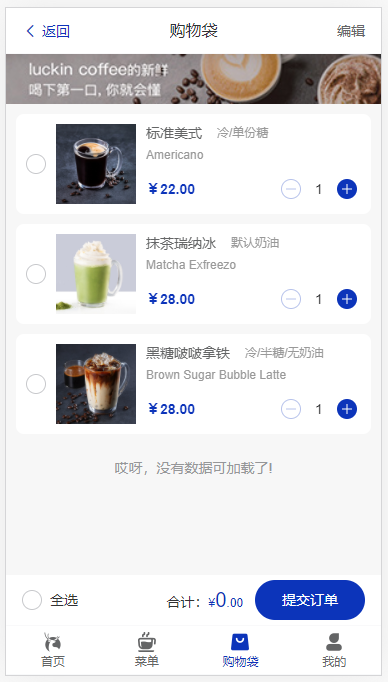 返回 购物袋 编辑
luckin coffee的新鲜
喝下第一口, 你就会懂
标准美式 冷/单份糖
Americano
￥22.00 1
抹茶瑞纳冰 默认奶油
Matcha Exfreezo
￥28.00 1
黑糖啵啵拿铁 冷/半糖/无奶油
Brown Sugar Bubble Latte
￥28.00 1
哎呀，没有数据可加载了!
全选 合计：¥0.00 提交订单
首页 菜单 购物袋 我的